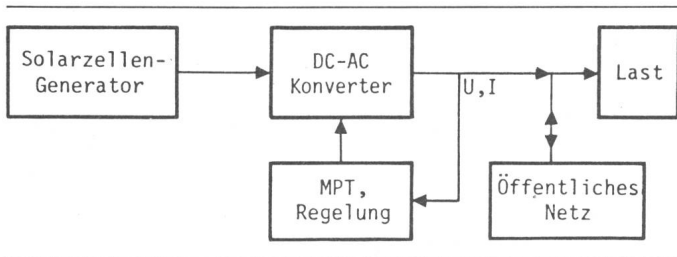 Solarzellen-
Generator
DC-AC
Konverter
Last
U,I
MPT,
Regelung
Öffentliches
Netz